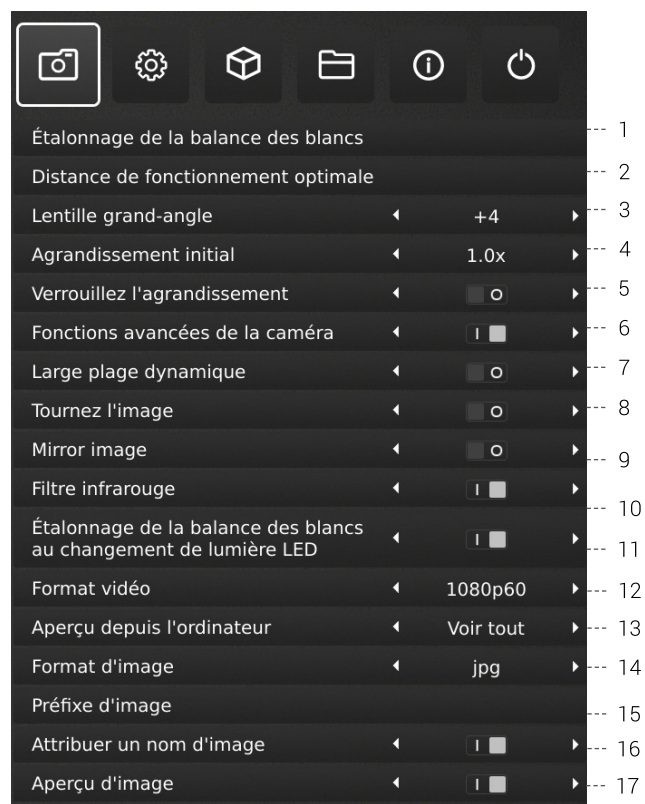 Étalonnage de la balance des blancs --- 1
Distance de fonctionnement optimale --- 2
Lentille grand-angle +4 --- 3
Agrandissement initial 1.0x --- 4
Verrouillez l'agrandissement O --- 5
Fonctions avancées de la caméra I --- 6
Large plage dynamique O --- 7
Tournez l'image O --- 8
Mirror image O --- 9
Filtre infrarouge I --- 10
Étalonnage de la balance des blancs
au changement de lumière LED I --- 11
Format vidéo 1080p60 --- 12
Aperçu depuis l'ordinateur Voir tout --- 13
Format d'image jpg --- 14
Préfixe d'image --- 15
Attribuer un nom d'image I --- 16
Aperçu d'image I --- 17